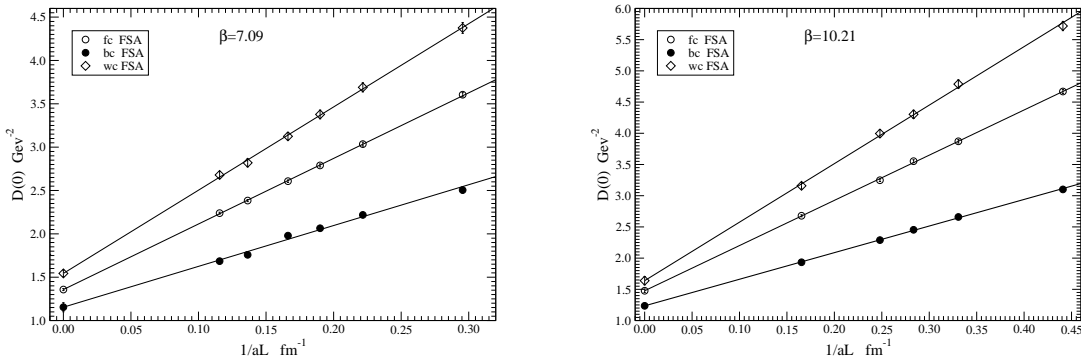 β=7.09
fc FSA
bc FSA
wc FSA
D(0) Gev⁻²
4.5
4.0
3.5
3.0
2.5
2.0
1.5
1.0
0.00 0.05 0.10 0.15 0.20 0.25 0.30
1/aL fm⁻¹
β=10.21
fc FSA
bc FSA
wc FSA
D(0) Gev⁻²
6.0
5.5
5.0
4.5
4.0
3.5
3.0
2.5
2.0
1.5
1.0
0.00 0.05 0.10 0.15 0.20 0.25 0.30 0.35 0.40 0.45
1/aL fm⁻¹